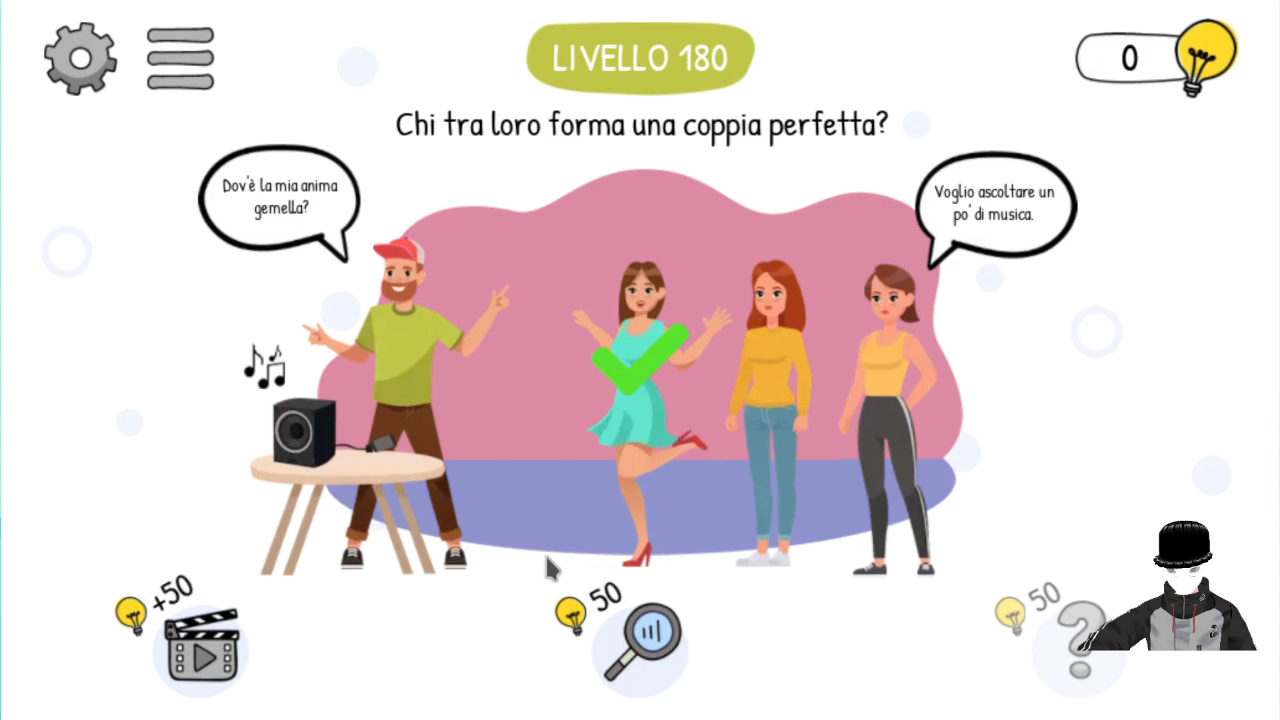 LIVELLO 180
0
Chi tra loro forma una coppia perfetta?
Dov'è la mia anima
gemella?
Voglio ascoltare un
po' di musica.
+50
50
50
?